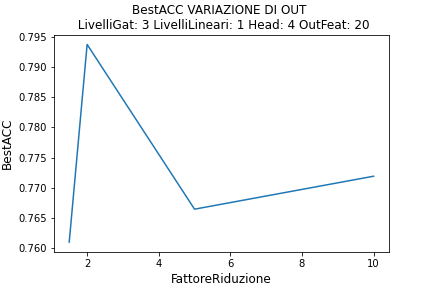 BestACC VARIAZIONE DI OUT
LivelliGat: 3 LivelliLineari: 1 Head: 4 OutFeat: 20
0.795
0.790
0.785
0.780
0.775
0.770
0.765
0.760
BestACC
2 4 6 8 10
FattoreRiduzione